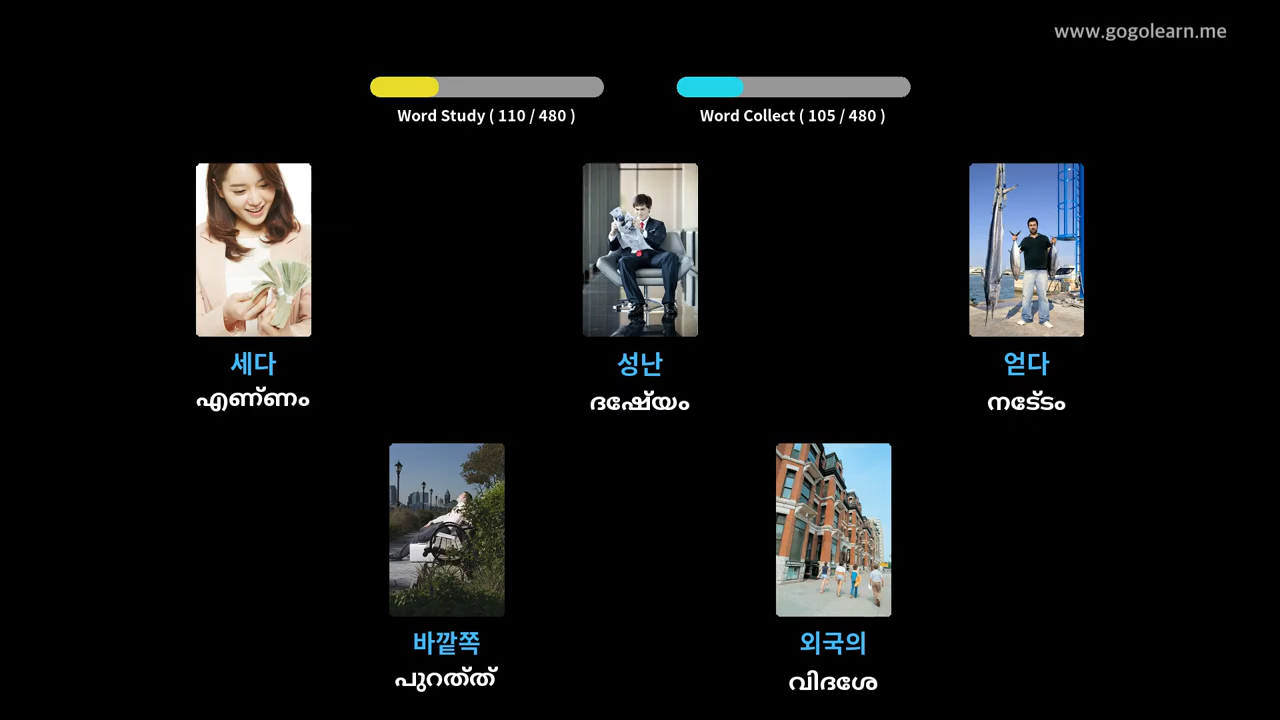 www.gogolearn.me
Word Study ( 110 / 480 )
Word Collect ( 105 / 480 )
세다
എണ്ണം
성난
ദേഷ്യം
얻다
നേട്ടം
바깥쪽
പുറത്ത്
외국의
വിദേശ